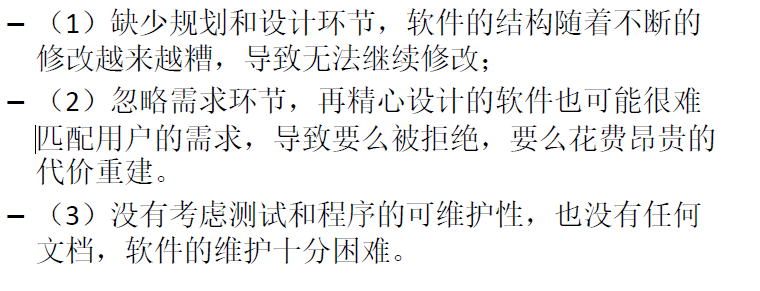 – （1）缺少规划和设计环节，软件的结构随着不断的
修改越来越糟，导致无法继续修改；
– （2）忽略需求环节，再精心设计的软件也可能很难
匹配用户的需求，导致要么被拒绝，要么花费昂贵的
代价重建。
– （3）没有考虑测试和程序的可维护性，也没有任何
文档，软件的维护十分困难。